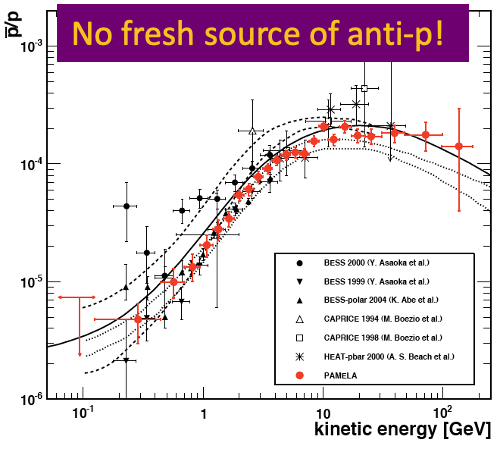 No fresh source of anti-p!
p̅/p
10⁻³
10⁻⁴
10⁻⁵
10⁻⁶
BESS 2000 (Y. Asaoka et al.)
BESS 1999 (Y. Asaoka et al.)
BESS-polar 2004 (K. Abe et al.)
CAPRICE 1994 (M. Boezio et al.)
CAPRICE 1998 (M. Boezio et al.)
HEAT-pbar 2000 (A. S. Beach et al.)
PAMELA
10⁻¹ 1 10 10²
kinetic energy [GeV]